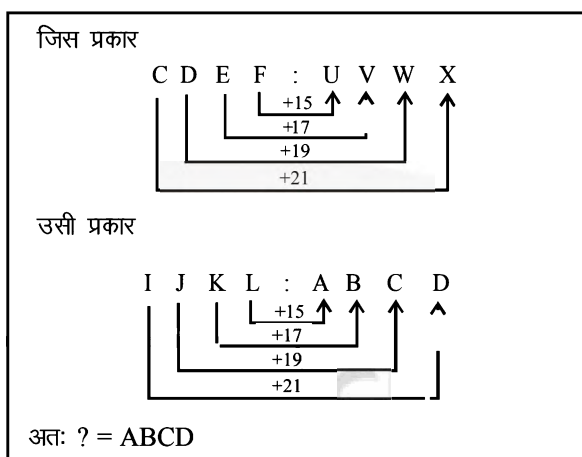 जिस प्रकार
C D E F : U V W X
+15
+17
+19
+21
उसी प्रकार
I J K L : A B C D
+15
+17
+19
+21
अतः ? = ABCD